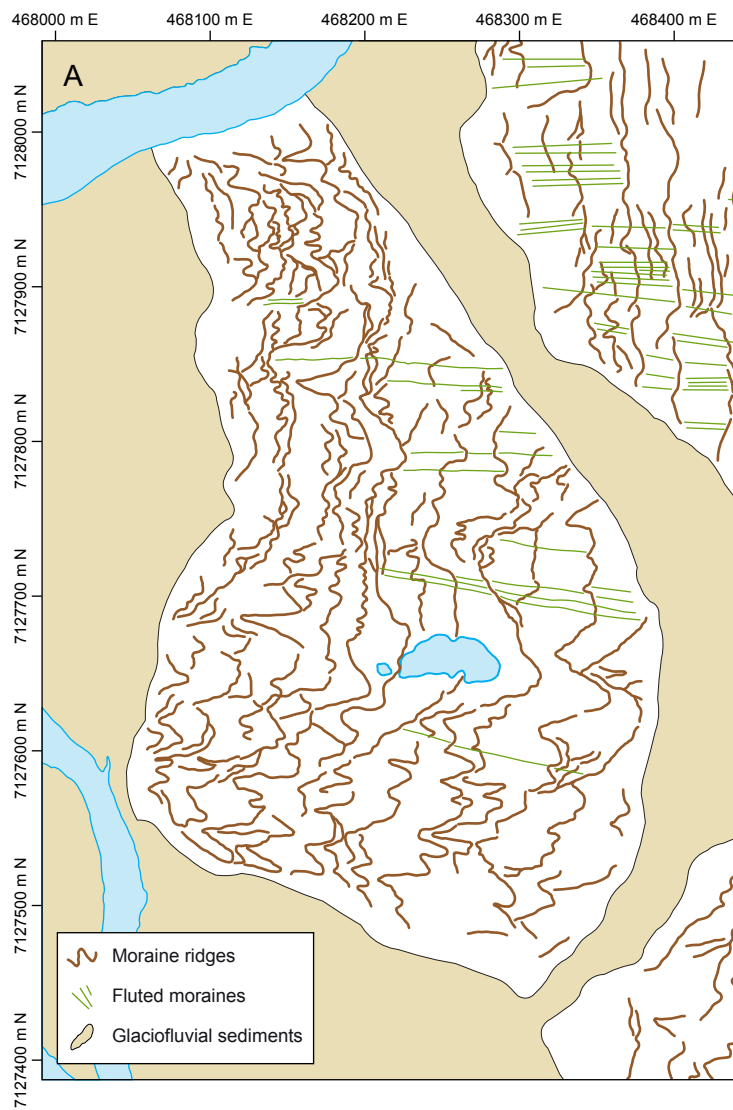 468000 m E
468100 m E
468200 m E
468300 m E
468400 m E
A
7128000 m N
7127900 m N
7127800 m N
7127700 m N
7127600 m N
7127500 m N
7127400 m N
Moraine ridges
Fluted moraines
Glaciofluvial sediments